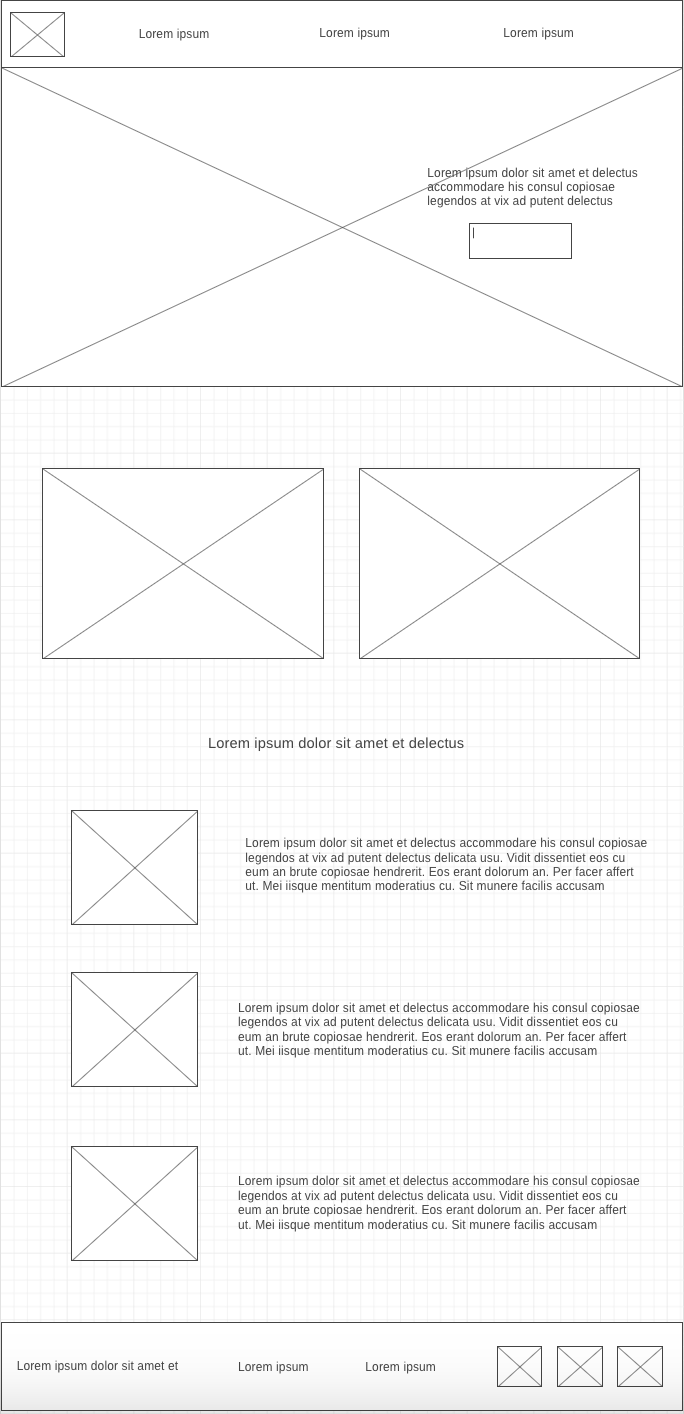 Lorem ipsum
Lorem ipsum
Lorem ipsum
Lorem ipsum dolor sit amet et delectus
accommodare his consul copiosae
legendos at vix ad putent delectus
Lorem ipsum dolor sit amet et delectus
Lorem ipsum dolor sit amet et delectus accommodare his consul copiosae
legendos at vix ad putent delectus delicata usu. Vidit dissentiet eos cu
eum an brute copiosae hendrerit. Eos erant dolorum an. Per facer affert
ut. Mei iisque mentitum moderatius cu. Sit munere facilis accusam
Lorem ipsum dolor sit amet et delectus accommodare his consul copiosae
legendos at vix ad putent delectus delicata usu. Vidit dissentiet eos cu
eum an brute copiosae hendrerit. Eos erant dolorum an. Per facer affert
ut. Mei iisque mentitum moderatius cu. Sit munere facilis accusam
Lorem ipsum dolor sit amet et delectus accommodare his consul copiosae
legendos at vix ad putent delectus delicata usu. Vidit dissentiet eos cu
eum an brute copiosae hendrerit. Eos erant dolorum an. Per facer affert
ut. Mei iisque mentitum moderatius cu. Sit munere facilis accusam
Lorem ipsum dolor sit amet et
Lorem ipsum
Lorem ipsum